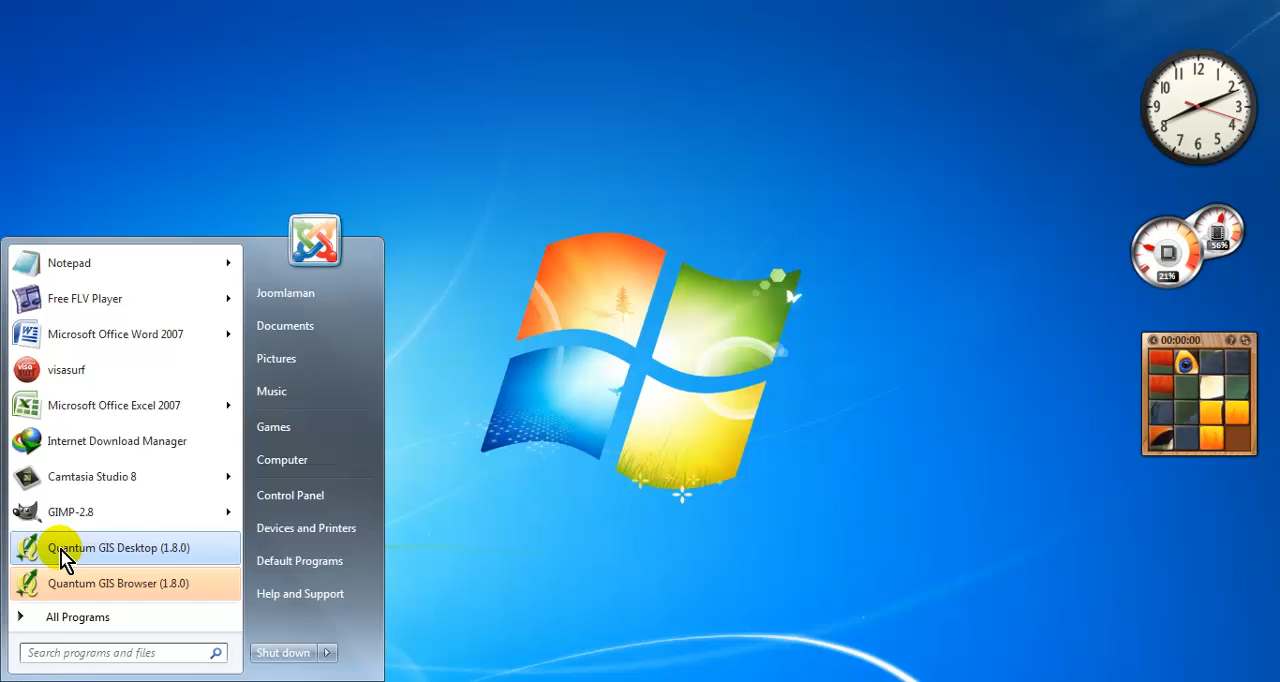 Notepad
Free FLV Player
Microsoft Office Word 2007
visasurf
Microsoft Office Excel 2007
Internet Download Manager
Camtasia Studio 8
GIMP-2.8
Quantum GIS Desktop (1.8.0)
Quantum GIS Browser (1.8.0)
All Programs
Search programs and files
Joomlaman
Documents
Pictures
Music
Games
Computer
Control Panel
Devices and Printers
Default Programs
Help and Support
Shut down
12
11 1
10 2
9 3
8 4
7 5
6
56%
21%
00:00:00 ?